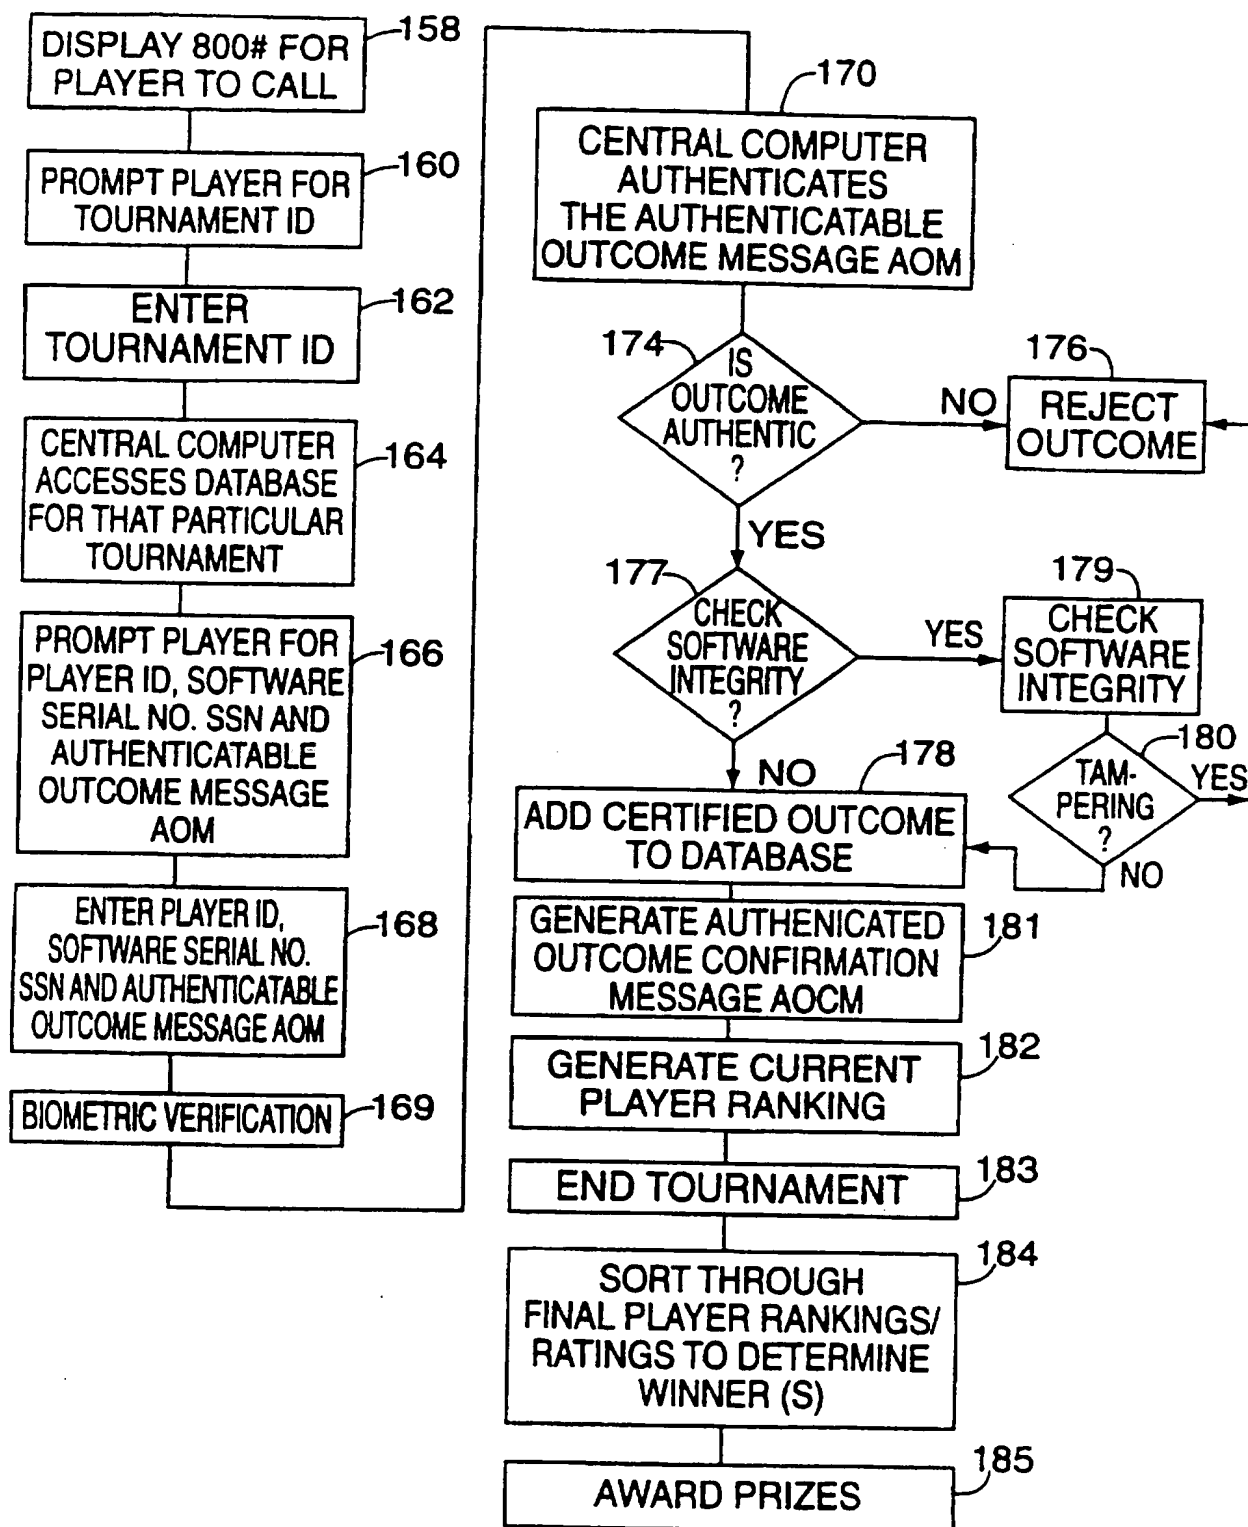 DISPLAY 800# FOR
PLAYER TO CALL
158
PROMPT PLAYER FOR
TOURNAMENT ID
160
ENTER
TOURNAMENT ID
162
CENTRAL COMPUTER
ACCESSES DATABASE
FOR THAT PARTICULAR
TOURNAMENT
164
PROMPT PLAYER FOR
PLAYER ID, SOFTWARE
SERIAL NO. SSN AND
AUTHENTICATABLE
OUTCOME MESSAGE
AOM
166
ENTER PLAYER ID,
SOFTWARE SERIAL NO.
SSN AND AUTHENTICATABLE
OUTCOME MESSAGE AOM
168
BIOMETRIC VERIFICATION
169
170
CENTRAL COMPUTER
AUTHENTICATES
THE AUTHENTICATABLE
OUTCOME MESSAGE AOM
174
IS
OUTCOME
AUTHENTIC
?
NO
176
REJECT
OUTCOME
YES
177
CHECK
SOFTWARE
INTEGRITY
?
YES
179
CHECK
SOFTWARE
INTEGRITY
180
TAM-
PERING
?
YES
NO
NO
178
ADD CERTIFIED OUTCOME
TO DATABASE
GENERATE AUTHENICATED
OUTCOME CONFIRMATION
MESSAGE AOCM
181
GENERATE CURRENT
PLAYER RANKING
182
END TOURNAMENT
183
SORT THROUGH
FINAL PLAYER RANKINGS/
RATINGS TO DETERMINE
WINNER (S)
184
AWARD PRIZES
185